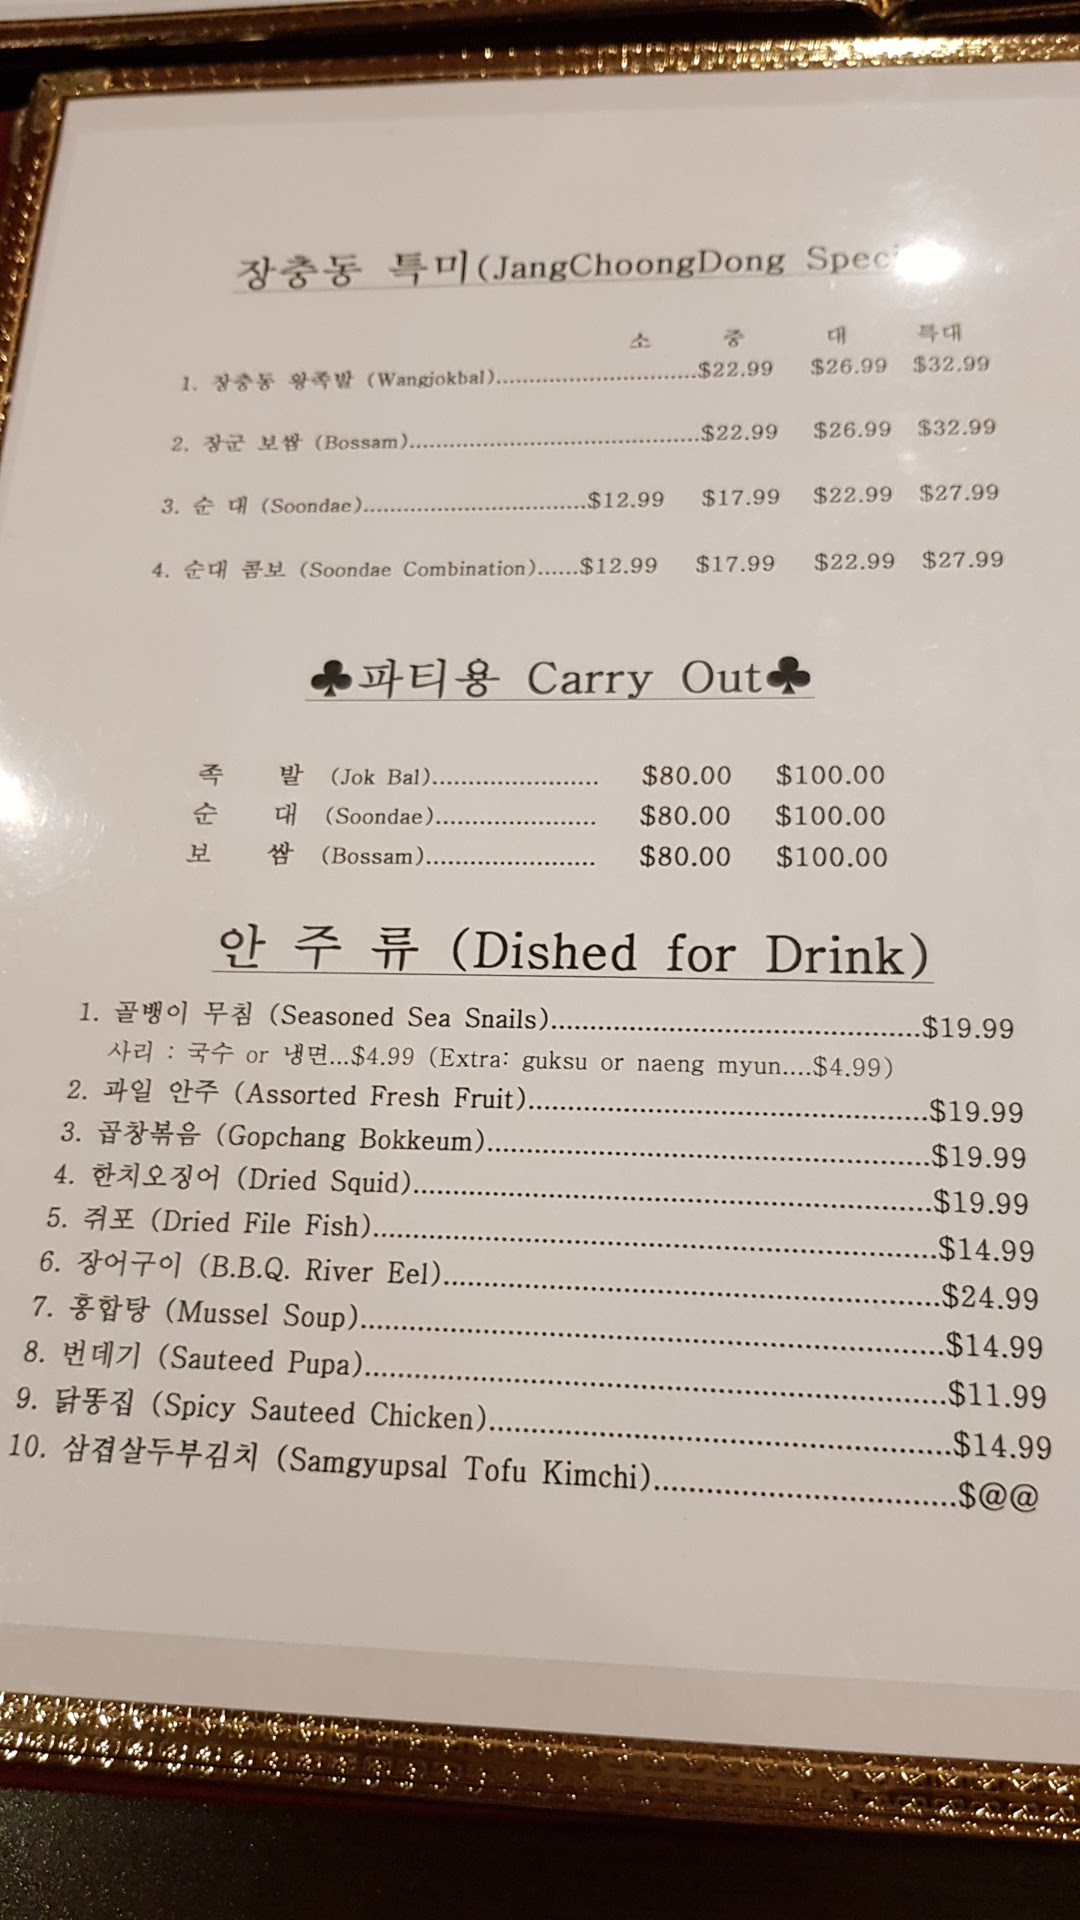 장충동 특미(JangChoongDong Spec
소 중 대 특대
1. 장충동 왕족발 (Wangjokbal)..............................$22.99 $26.99 $32.99
2. 장군 보쌈 (Bossam)............................................$22.99 $26.99 $32.99
3. 순 대 (Soondae)..................................$12.99 $17.99 $22.99 $27.99
4. 순대 콤보 (Soondae Combination)......$12.99 $17.99 $22.99 $27.99
♣파티용 Carry Out♣
족 발 (Jok Bal)....................... $80.00 $100.00
순 대 (Soondae)...................... $80.00 $100.00
보 쌈 (Bossam)....................... $80.00 $100.00
안 주 류 (Dished for Drink)
1. 골뱅이 무침 (Seasoned Sea Snails)..............................................$19.99
사리 : 국수 or 냉면...$4.99 (Extra: guksu or naeng myun....$4.99)
2. 과일 안주 (Assorted Fresh Fruit)..................................................$19.99
3. 곱창볶음 (Gopchang Bokkeum).......................................................$19.99
4. 한치오징어 (Dried Squid)..................................................................$19.99
5. 쥐포 (Dried File Fish).......................................................................$14.99
6. 장어구이 (B.B.Q. River Eel)..............................................................$24.99
7. 홍합탕 (Mussel Soup).........................................................................$14.99
8. 번데기 (Sauteed Pupa).........................................................................$11.99
9. 닭똥집 (Spicy Sauteed Chicken)..........................................................$14.99
10. 삼겹살두부김치 (Samgyupsal Tofu Kimchi)......................................$@@